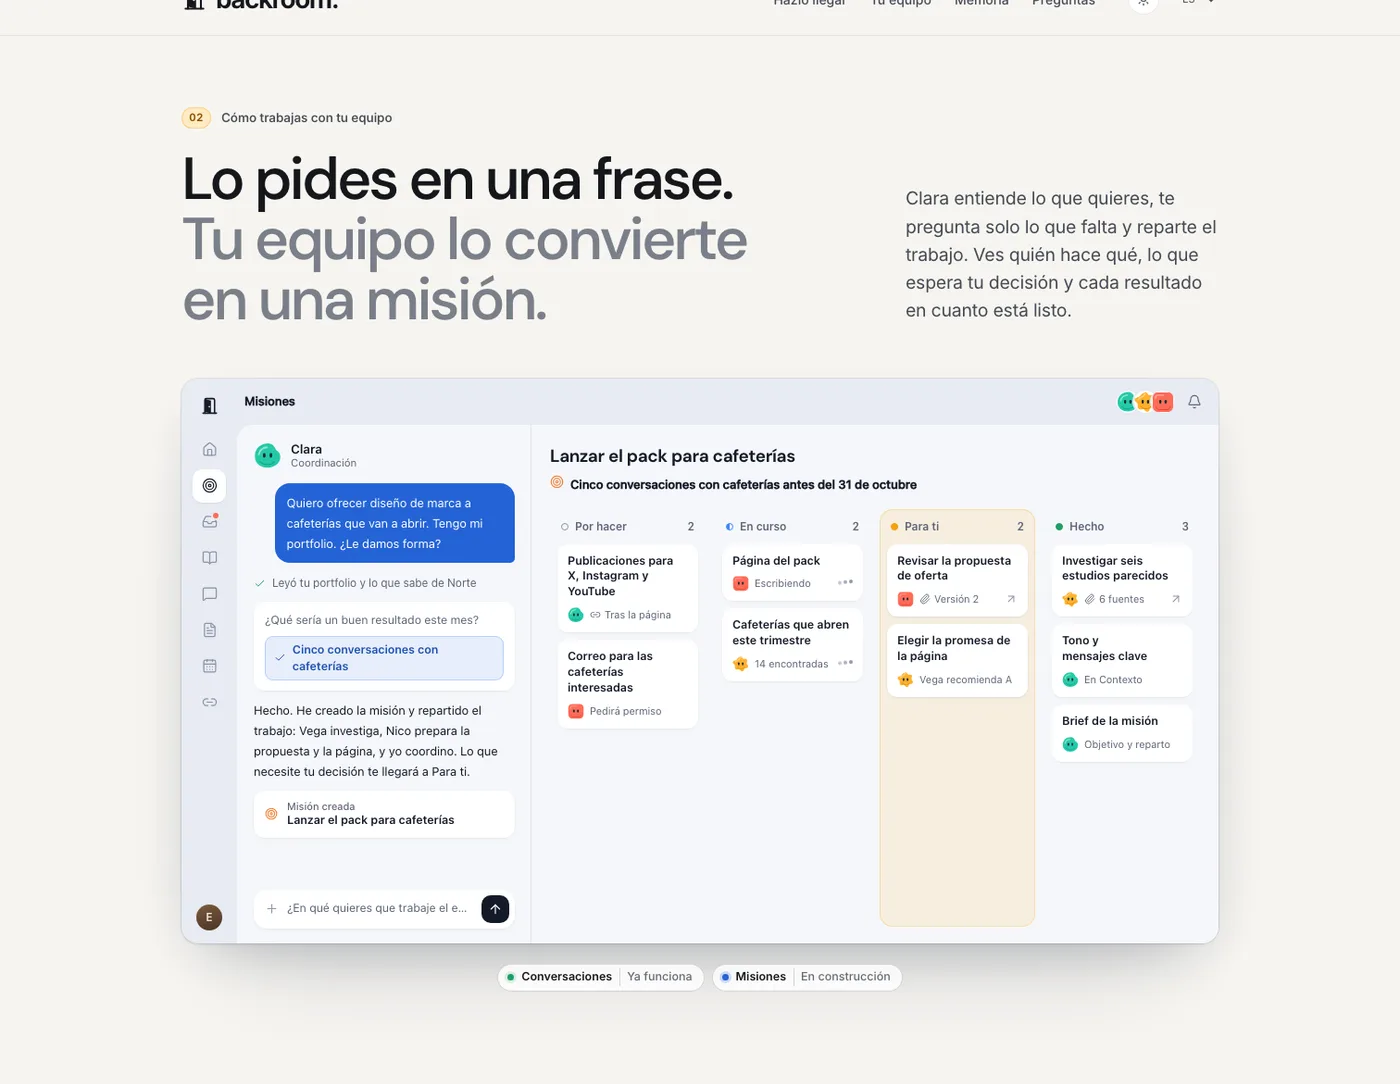 backroom.
Hazlo llegar
Tu equipo
Memoria
Preguntas
ES
02
Cómo trabajas con tu equipo
Lo pides en una frase.
Tu equipo lo convierte
en una misión.
Clara entiende lo que quieres, te
pregunta solo lo que falta y reparte el
trabajo. Ves quién hace qué, lo que
espera tu decisión y cada resultado
en cuanto está listo.
Misiones
Clara
Coordinación
Quiero ofrecer diseño de marca a
cafeterías que van a abrir. Tengo mi
portfolio. ¿Le damos forma?
Leyó tu portfolio y lo que sabe de Norte
¿Qué sería un buen resultado este mes?
Cinco conversaciones con
cafeterías
Hecho. He creado la misión y repartido el
trabajo: Vega investiga, Nico prepara la
propuesta y la página, y yo coordino. Lo que
necesite tu decisión te llegará a Para ti.
Misión creada
Lanzar el pack para cafeterías
¿En qué quieres que trabaje el e...
E
Lanzar el pack para cafeterías
Cinco conversaciones con cafeterías antes del 31 de octubre
Por hacer 2
Publicaciones para
X, Instagram y
YouTube
Tras la página
Correo para las
cafeterías
interesadas
Pedirá permiso
En curso 2
Página del pack
Escribiendo
Cafeterías que abren
este trimestre
14 encontradas
Para ti 2
Revisar la propuesta
de oferta
Versión 2
Elegir la promesa de
la página
Vega recomienda A
Hecho 3
Investigar seis
estudios parecidos
6 fuentes
Tono y
mensajes clave
En Contexto
Brief de la misión
Objetivo y reparto
Conversaciones Ya funciona
Misiones En construcción